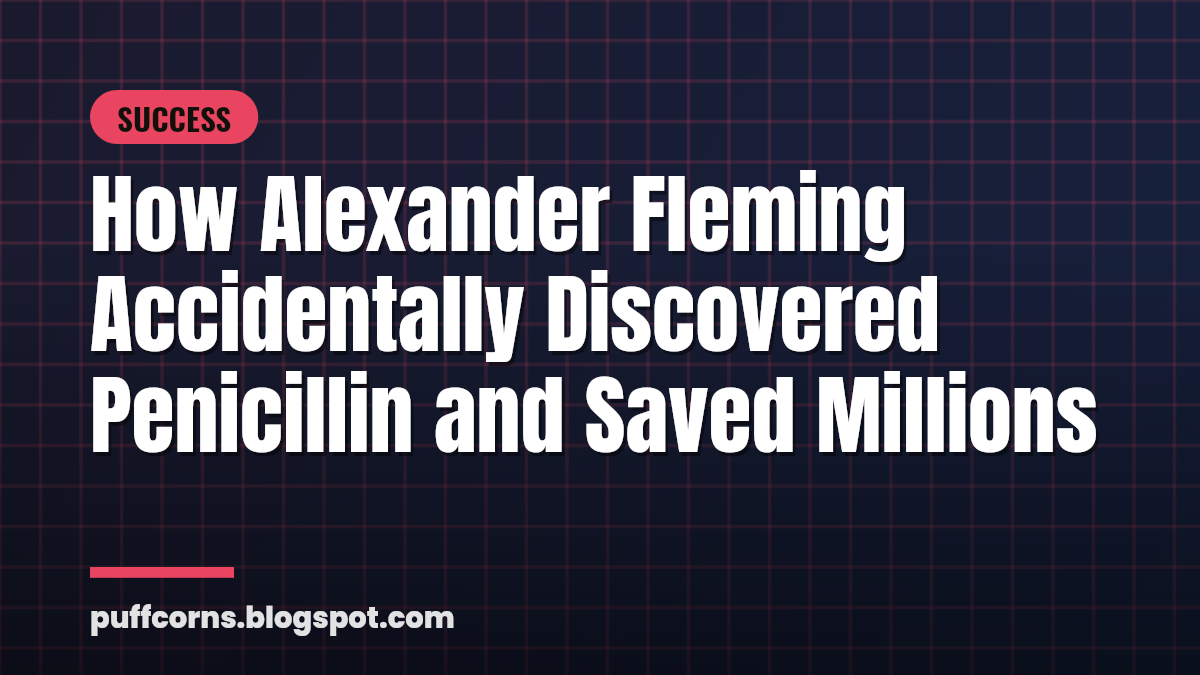 SUCCESS
How Alexander Fleming
Accidentally Discovered
Penicillin and Saved Millions
puffcorns.blogspot.com